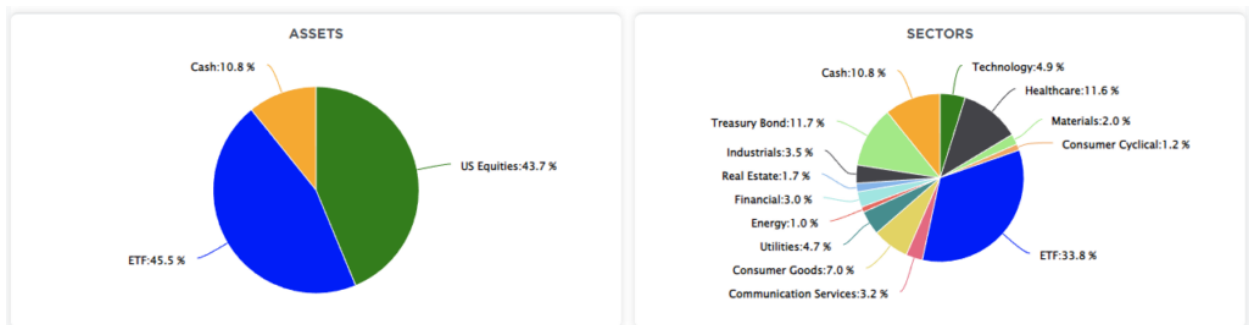 ASSETS
Cash:10.8 %
US Equities:43.7 %
ETF:45.5 %
SECTORS
Cash:10.8 %
Technology:4.9 %
Healthcare:11.6 %
Treasury Bond:11.7 %
Materials:2.0 %
Consumer Cyclical:1.2 %
Industrials:3.5 %
Real Estate:1.7 %
Financial:3.0 %
Energy:1.0 %
Utilities:4.7 %
ETF:33.8 %
Consumer Goods:7.0 %
Communication Services:3.2 %